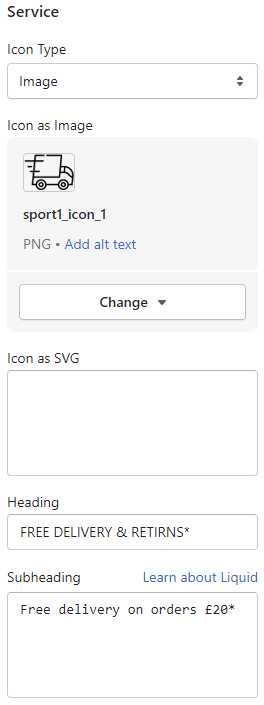 Service
Icon Type
Image
Icon as Image
sport1_icon_1
PNG • Add alt text
Change
Icon as SVG
Heading
FREE DELIVERY & RETIRNS*
Subheading Learn about Liquid
Free delivery on orders £20*